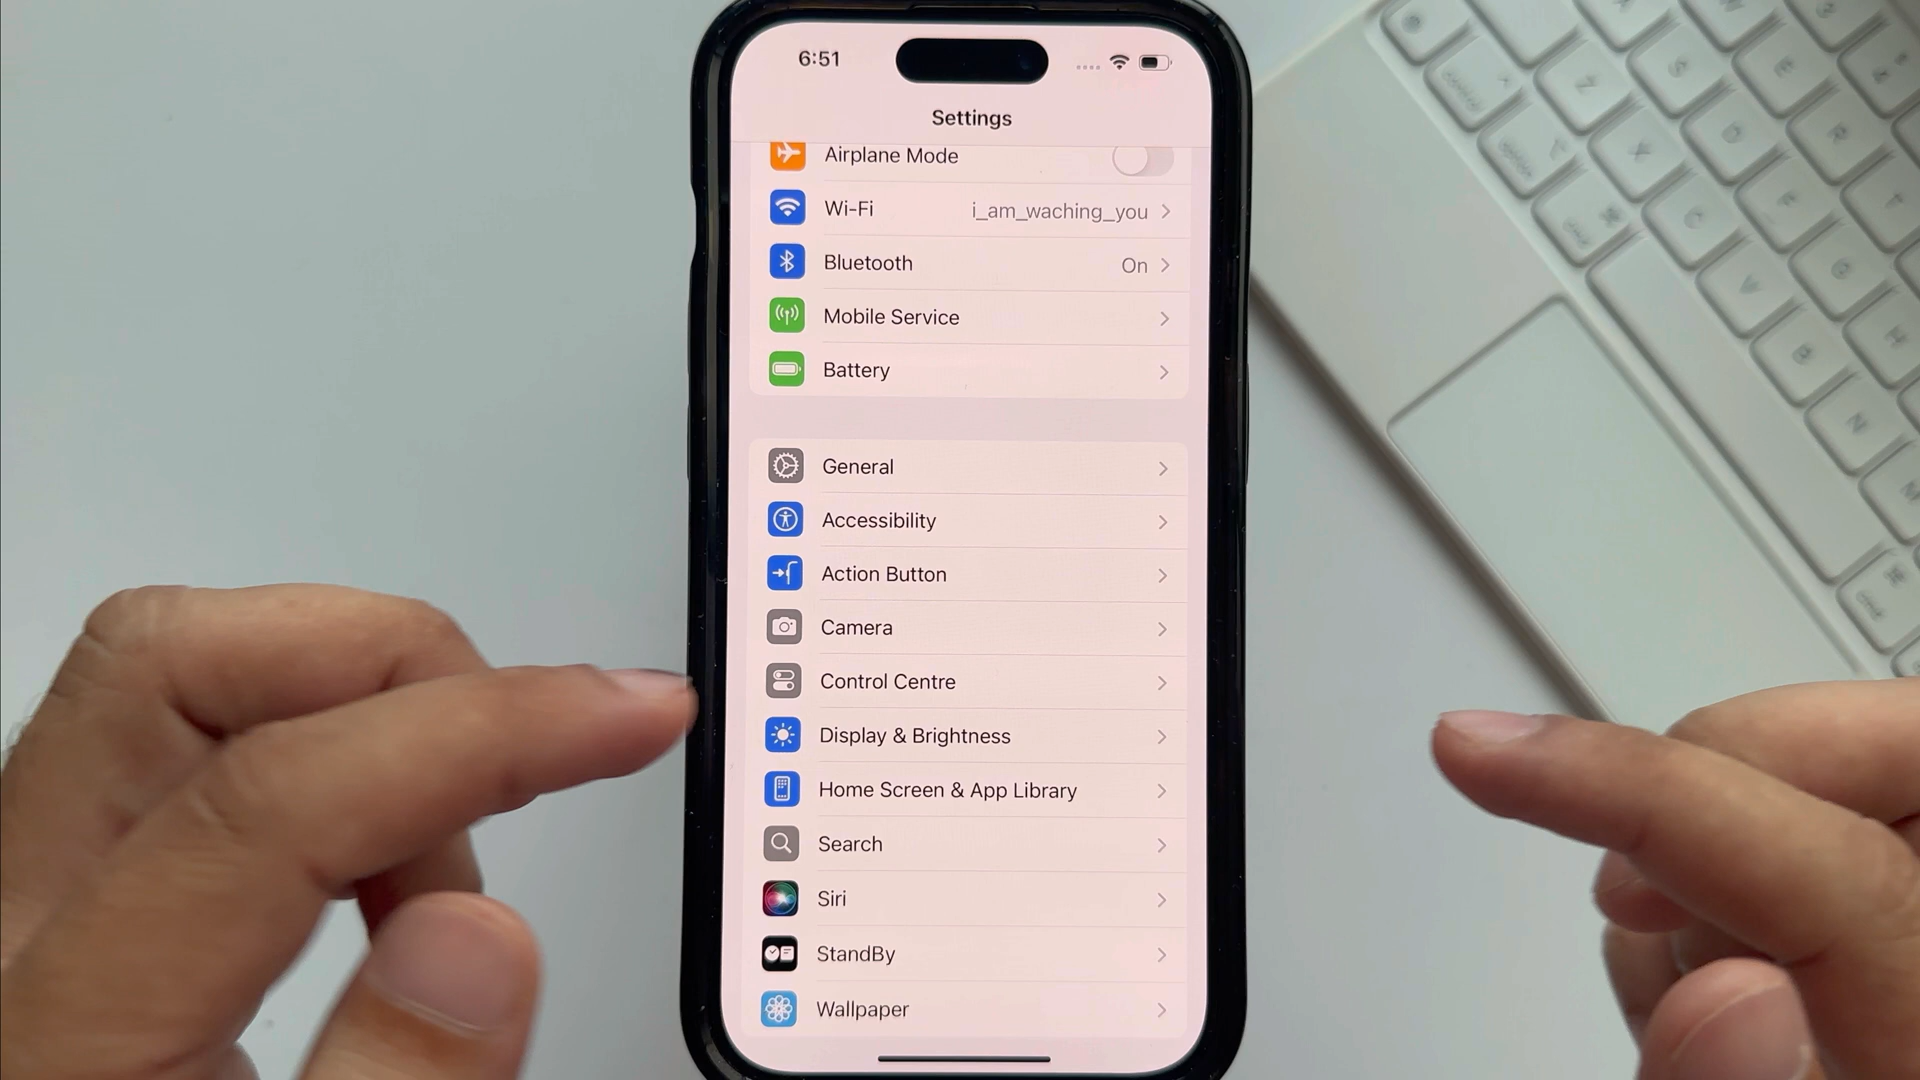 6:51
Settings
Airplane Mode
Wi-Fi i_am_waching_you
Bluetooth On
Mobile Service
Battery
General
Accessibility
Action Button
Camera
Control Centre
Display & Brightness
Home Screen & App Library
Search
Siri
StandBy
Wallpaper